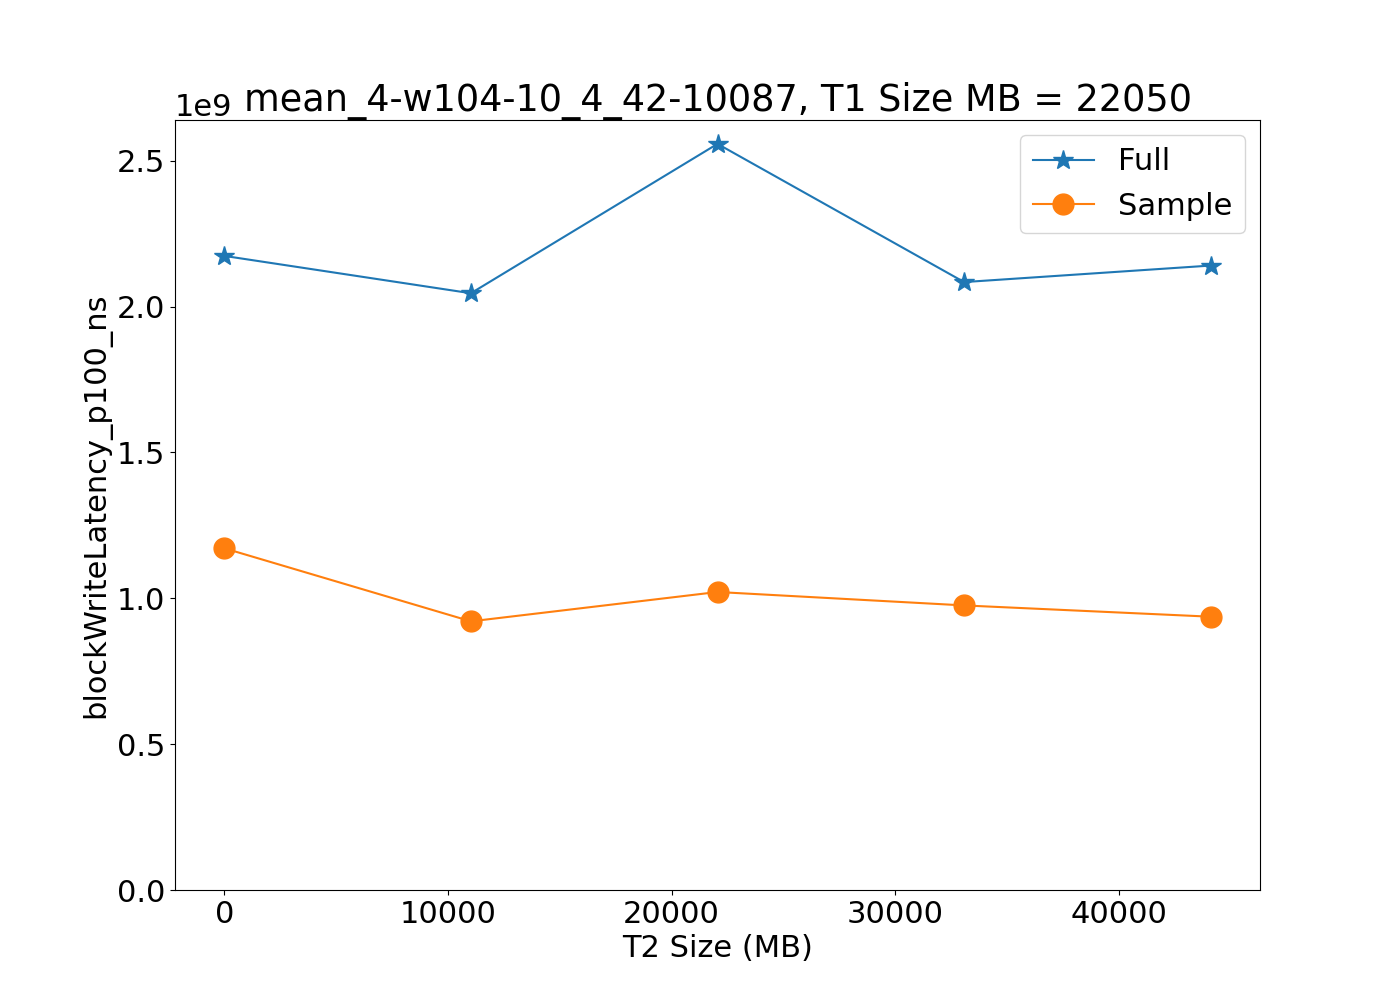 1e9 mean_4-w104-10_4_42-10087, T1 Size MB = 22050
Full
Sample
2.5
2.0
1.5
1.0
0.5
0.0
blockWriteLatency_p100_ns
0 10000 20000 30000 40000
T2 Size (MB)